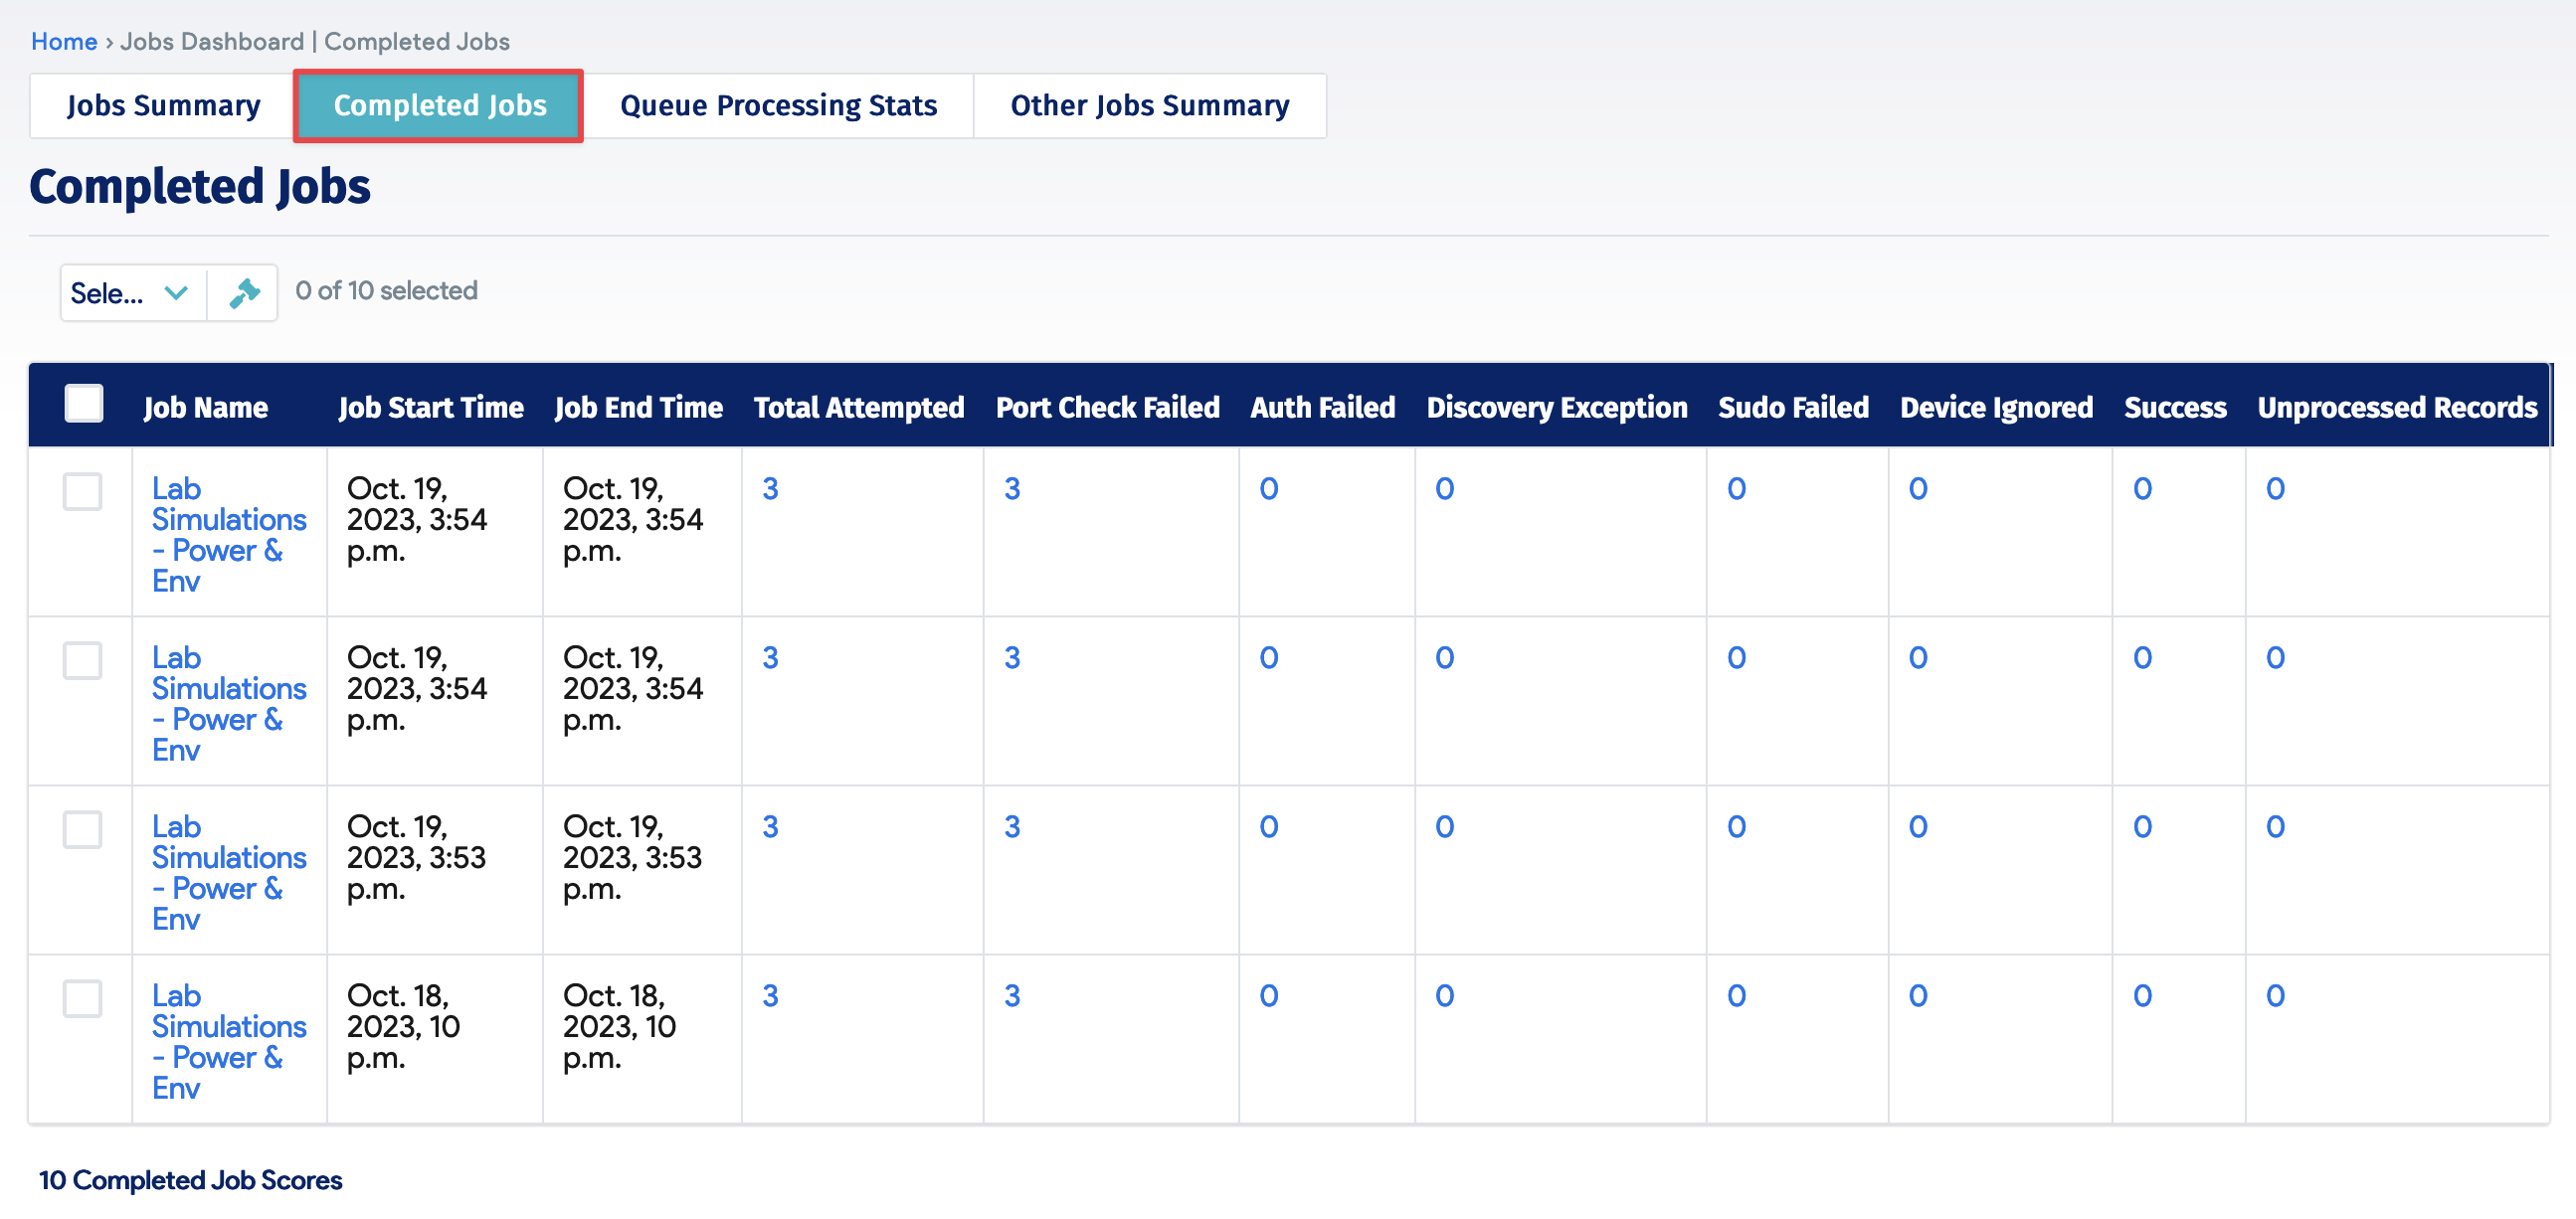 Home › Jobs Dashboard | Completed Jobs
Jobs Summary Completed Jobs Queue Processing Stats Other Jobs Summary
Completed Jobs
Sele... 0 of 10 selected
Job Name Job Start Time Job End Time Total Attempted Port Check Failed Auth Failed Discovery Exception Sudo Failed Device Ignored Success Unprocessed Records
Lab Oct. 19, Oct. 19, 3 3 0 0 0 0 0 0
Simulations 2023, 3:54 2023, 3:54
- Power & p.m. p.m.
Env
Lab Oct. 19, Oct. 19, 3 3 0 0 0 0 0 0
Simulations 2023, 3:54 2023, 3:54
- Power & p.m. p.m.
Env
Lab Oct. 19, Oct. 19, 3 3 0 0 0 0 0 0
Simulations 2023, 3:53 2023, 3:53
- Power & p.m. p.m.
Env
Lab Oct. 18, Oct. 18, 3 3 0 0 0 0 0 0
Simulations 2023, 10 2023, 10
- Power & p.m. p.m.
Env
10 Completed Job Scores